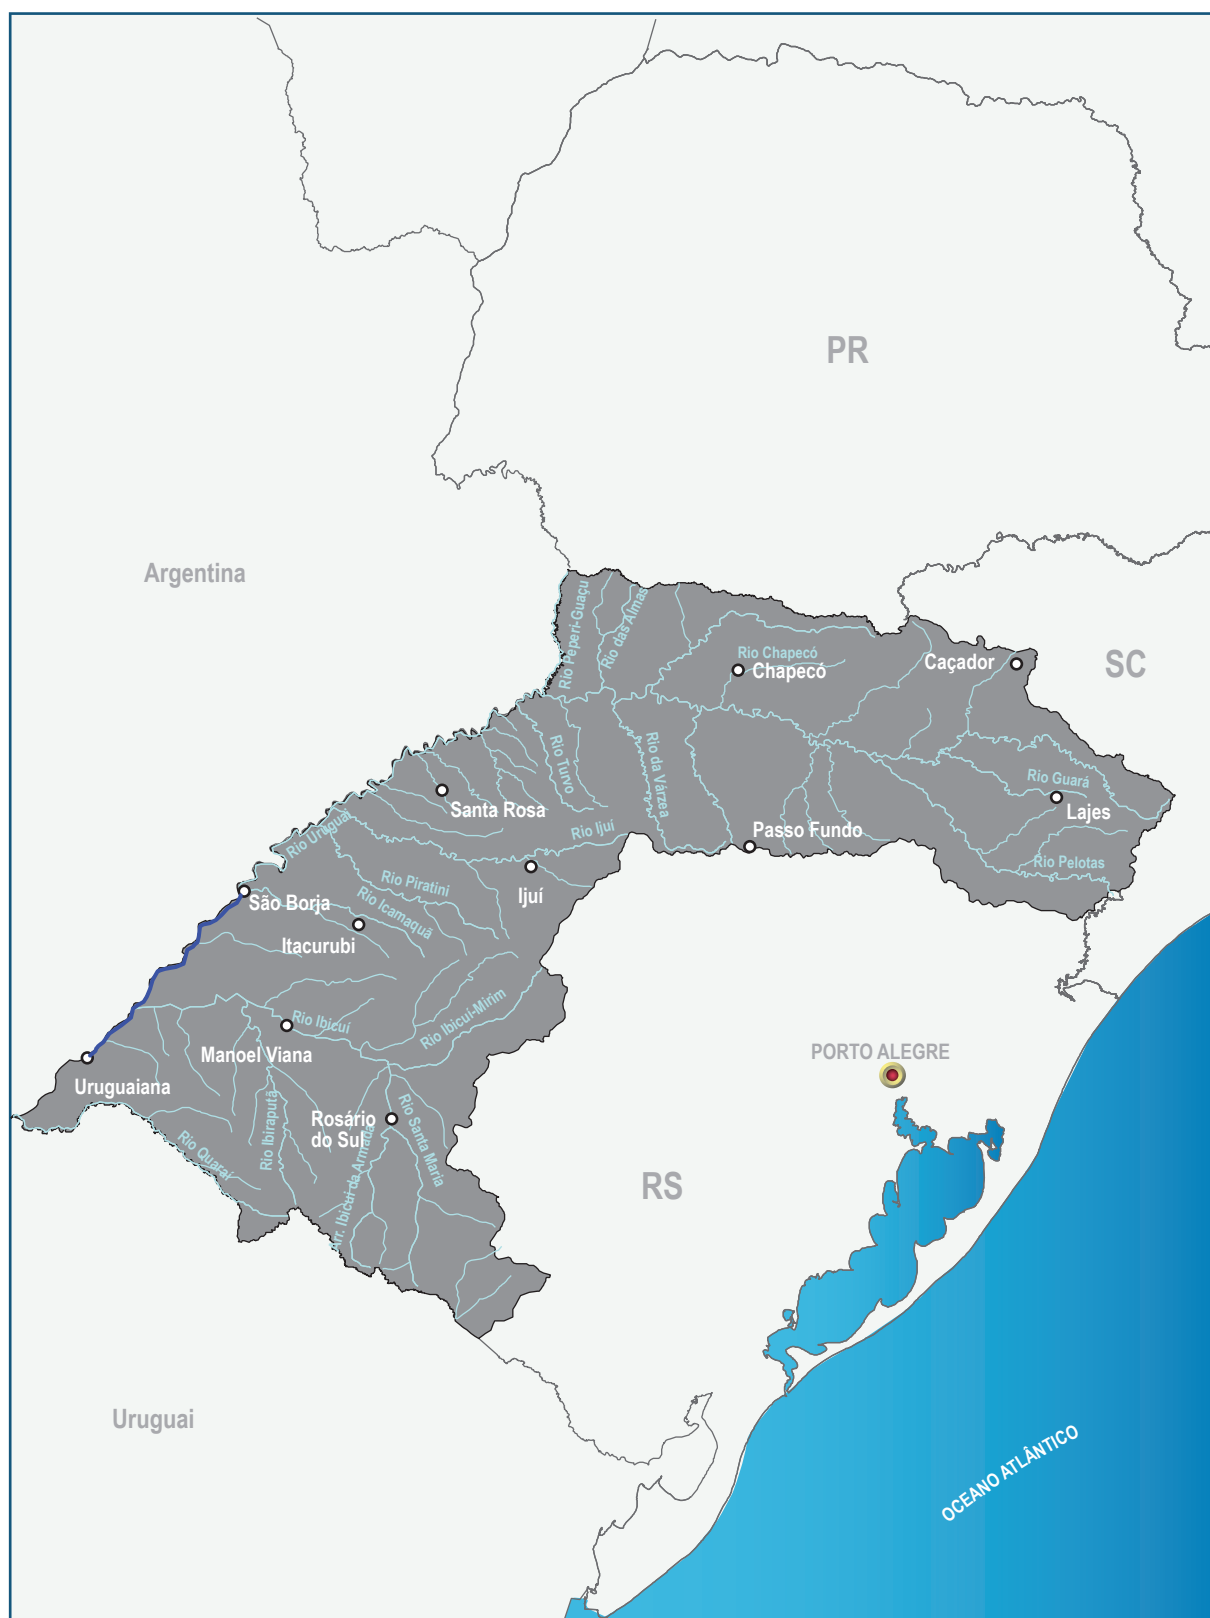 PR
Argentina
Rio Peperi-Guaçu
Rio das Almas
Rio Chapecó
Chapecó
Caçador
SC
Rio Turvo
Rio da Várzea
Rio Guará
Lajes
Santa Rosa
Passo Fundo
Rio Uruguai
Rio Ijuí
Rio Pelotas
Ijuí
Rio Piratini
São Borja
Rio Icamaquã
Itacurubi
Rio Ibicuí
Rio Ibicuí-Mirim
Manoel Viana
PORTO ALEGRE
Uruguaiana
Rosário
do Sul
Rio Quaraí
Rio Ibiraputã
Arr. Ibicuí da Armada
Rio Santa Maria
RS
Uruguai
OCEANO ATLÂNTICO